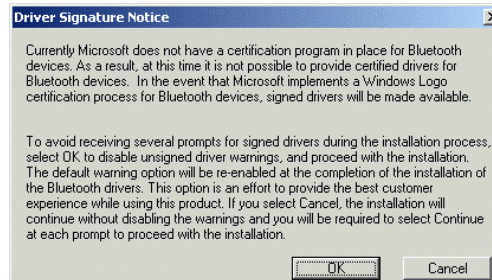 Driver Signature Notice
Currently Microsoft does not have a certification program in place for Bluetooth
devices. As a result, at this time it is not possible to provide certified drivers for
Bluetooth devices. In the event that Microsoft implements a Windows Logo
certification process for Bluetooth devices, signed drivers will be made available.
To avoid receiving several prompts for signed drivers during the installation process,
select OK to disable unsigned driver warnings, and proceed with the installation.
The default warning option will be re-enabled at the completion of the installation of
the Bluetooth drivers. This option is an effort to provide the best customer
experience while using this product. If you select Cancel, the installation will
continue without disabling the warnings and you will be required to select Continue
at each prompt to proceed with the installation.
OK Cancel